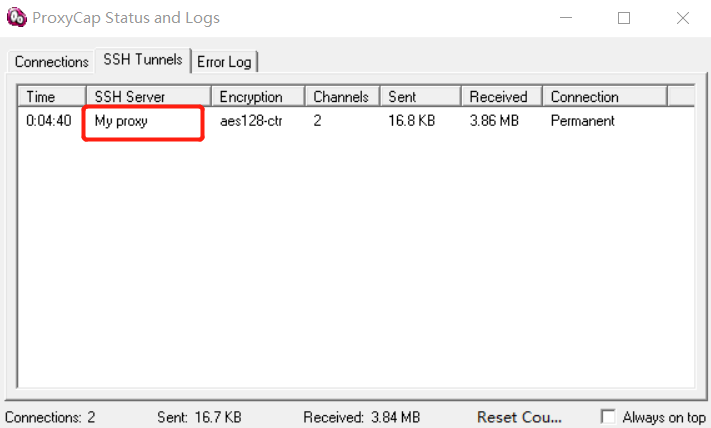 ProxyCap Status and Logs
Connections SSH Tunnels Error Log
Time SSH Server Encryption Channels Sent Received Connection
0:04:40 My proxy aes128-ctr 2 16.8 KB 3.86 MB Permanent
Connections: 2 Sent: 16.7 KB Received: 3.84 MB Reset Cou... Always on top